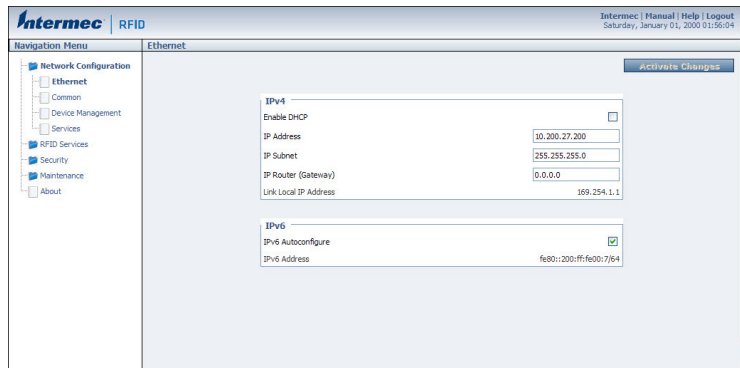 Intermec RFID
Intermec | Manual | Help | Logout
Saturday, January 01, 2000 01:56:04
Navigation Menu
Ethernet
Network Configuration
Ethernet
Common
Device Management
Services
RFID Services
Security
Maintenance
About
Activate Changes
IPv4
Enable DHCP
IP Address 10.200.27.200
IP Subnet 255.255.255.0
IP Router (Gateway) 0.0.0.0
Link Local IP Address 169.254.1.1
IPv6
IPv6 Autoconfigure
IPv6 Address fe80::200:ff:fe00:7/64